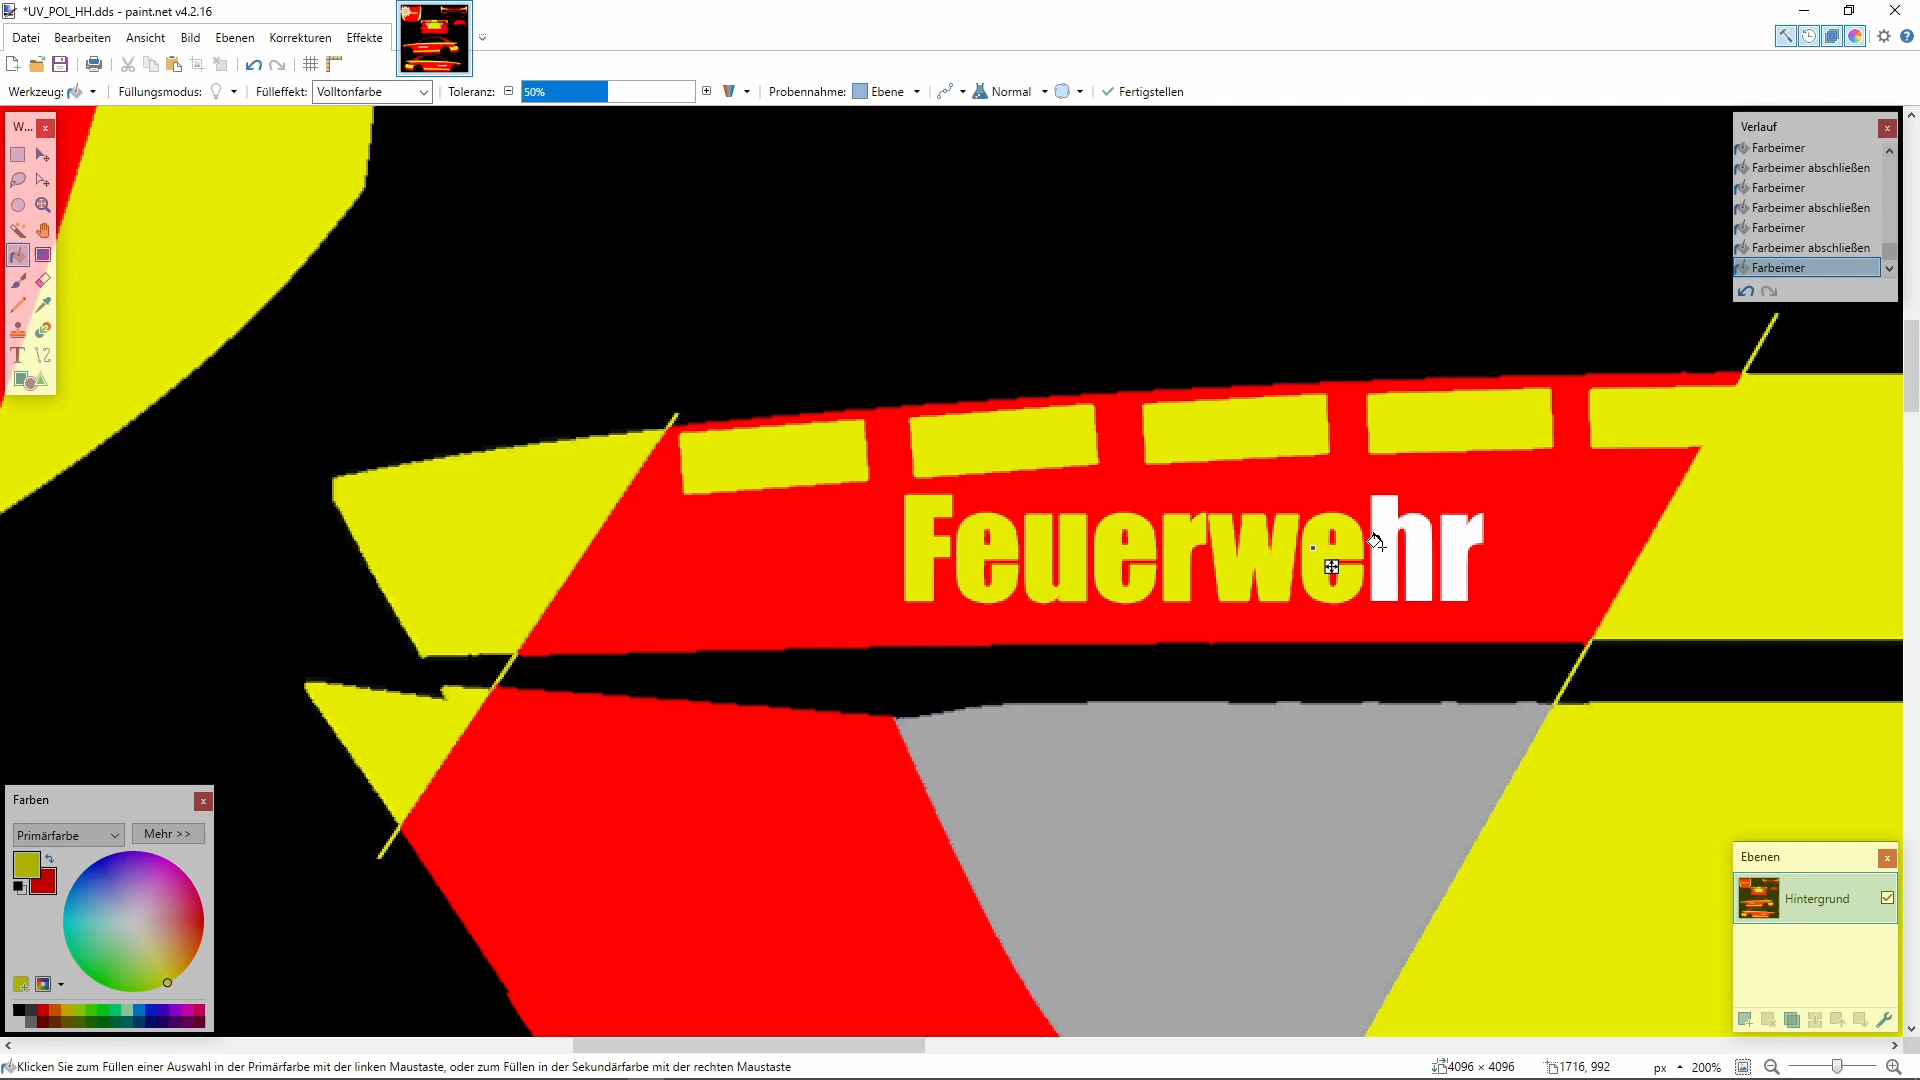 *UV_POL_HH.dds - paint.net v4.2.16
Datei Bearbeiten Ansicht Bild Ebenen Korrekturen Effekte
Werkzeug: Füllungsmodus: Fülleffekt: Volltonfarbe Toleranz: 50% Probennahme: Ebene Normal Fertigstellen
W...
Verlauf
Farbeimer
Farbeimer abschließen
Farbeimer
Farbeimer abschließen
Farbeimer
Farbeimer abschließen
Farbeimer
Feuerwehr
Farben
Primärfarbe Mehr >>
Ebenen
Hintergrund
Klicken Sie zum Füllen einer Auswahl in der Primärfarbe mit der linken Maustaste, oder zum Füllen in der Sekundärfarbe mit der rechten Maustaste
4096 × 4096 1716, 992 px 200%